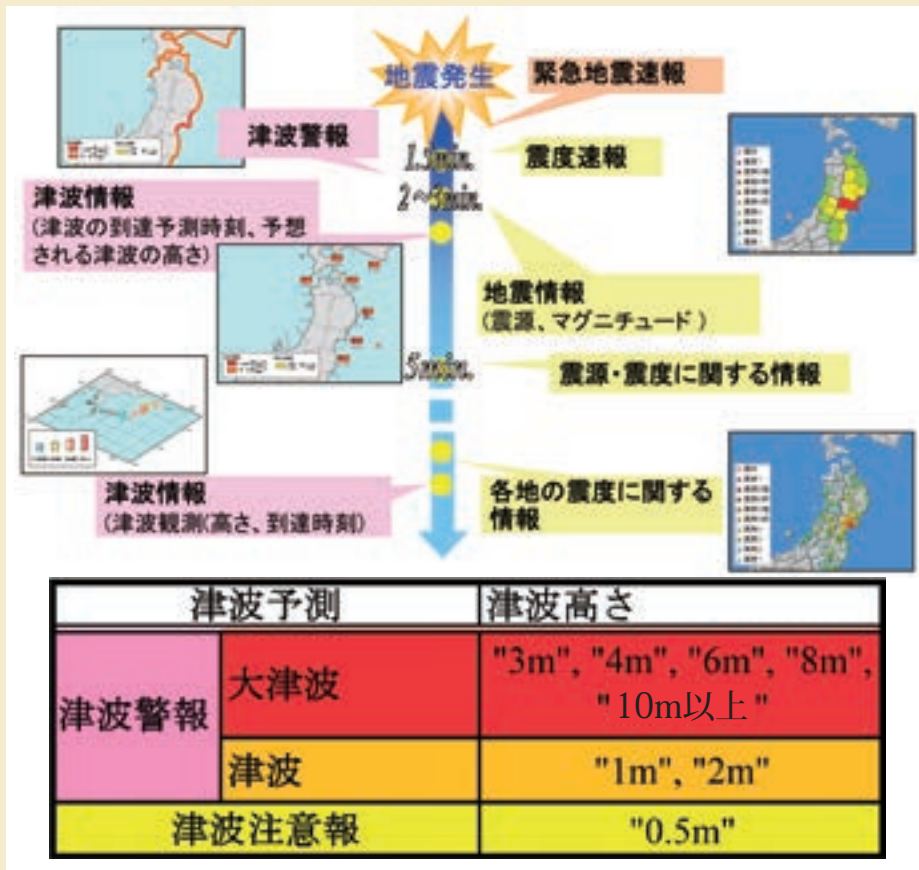 地震発生
緊急地震速報
津波警報
震度速報
2~3min.
津波情報
(津波の到達予測時刻、予想
される津波の高さ)
地震情報
(震源、マグニチュード)
5min.
震源・震度に関する情報
津波情報
(津波観測(高さ、到達時刻)
各地の震度に関する
情報
津波予測 津波高さ
津波警報
大津波
"3m", "4m", "6m", "8m",
"10m以上"
津波 "1m", "2m"
津波注意報 "0.5m"